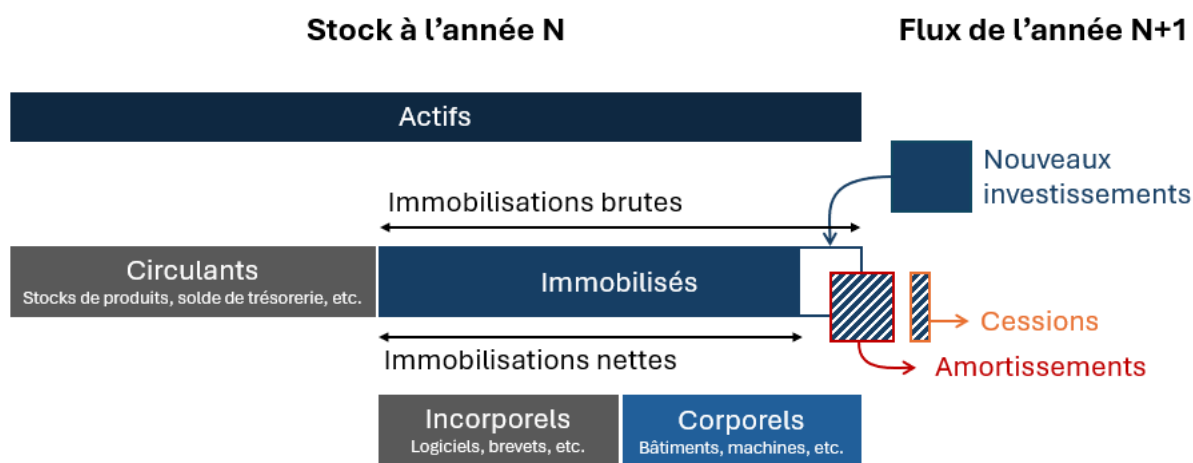 Stock à l’année N
Flux de l’année N+1
Actifs
Nouveaux
investissements
Immobilisations brutes
Circulants
Stocks de produits, solde de trésorerie, etc.
Immobilisés
Cessions
Immobilisations nettes
Amortissements
Incorporels
Logiciels, brevets, etc.
Corporels
Bâtiments, machines, etc.